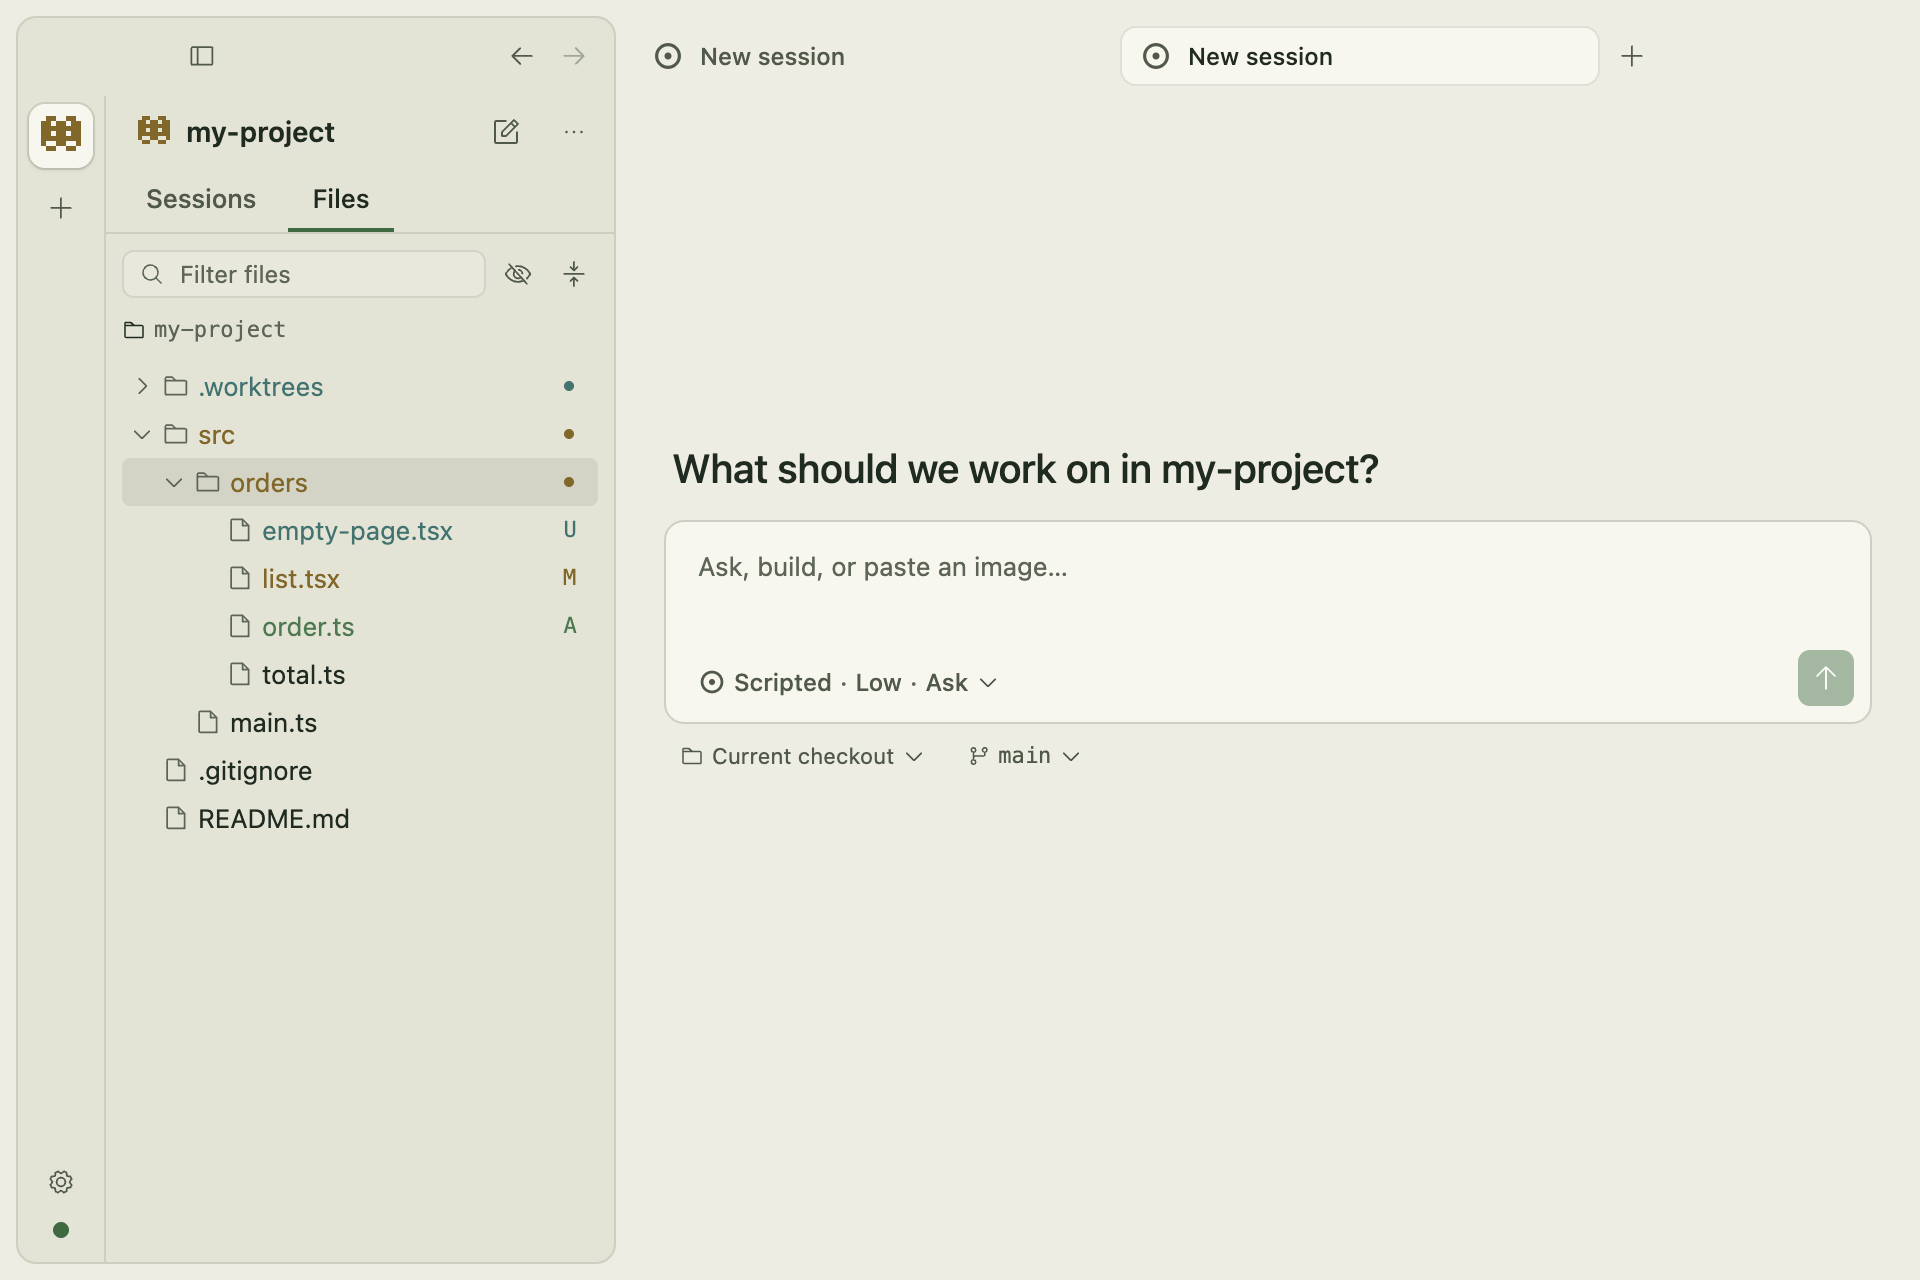 New session
New session
my-project
Sessions
Files
Filter files
my-project
.worktrees
src
orders
empty-page.tsx U
list.tsx M
order.ts A
total.ts
main.ts
.gitignore
README.md
What should we work on in my-project?
Ask, build, or paste an image...
Scripted · Low · Ask
Current checkout
main